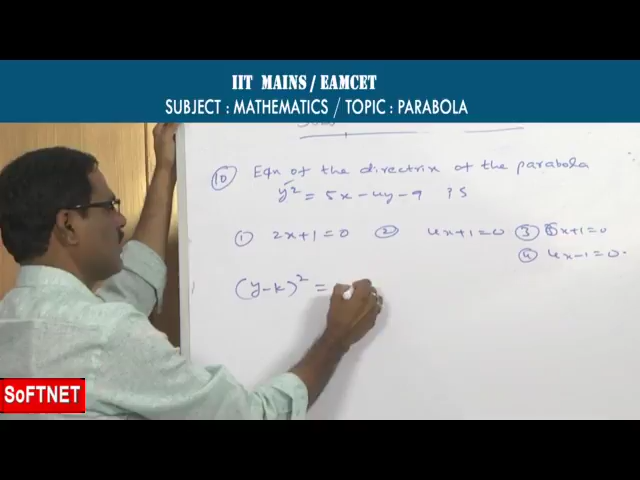 IIT MAINS / EAMCET
SUBJECT : MATHEMATICS / TOPIC : PARABOLA
10 Eqn of the directrix of the parabola
y² = 5x - 4y - 9 is
1 2x+1=0 2 4x+1=0 3 x+1=0
4 4x-1=0.
(y-k)² =
SoFTNET